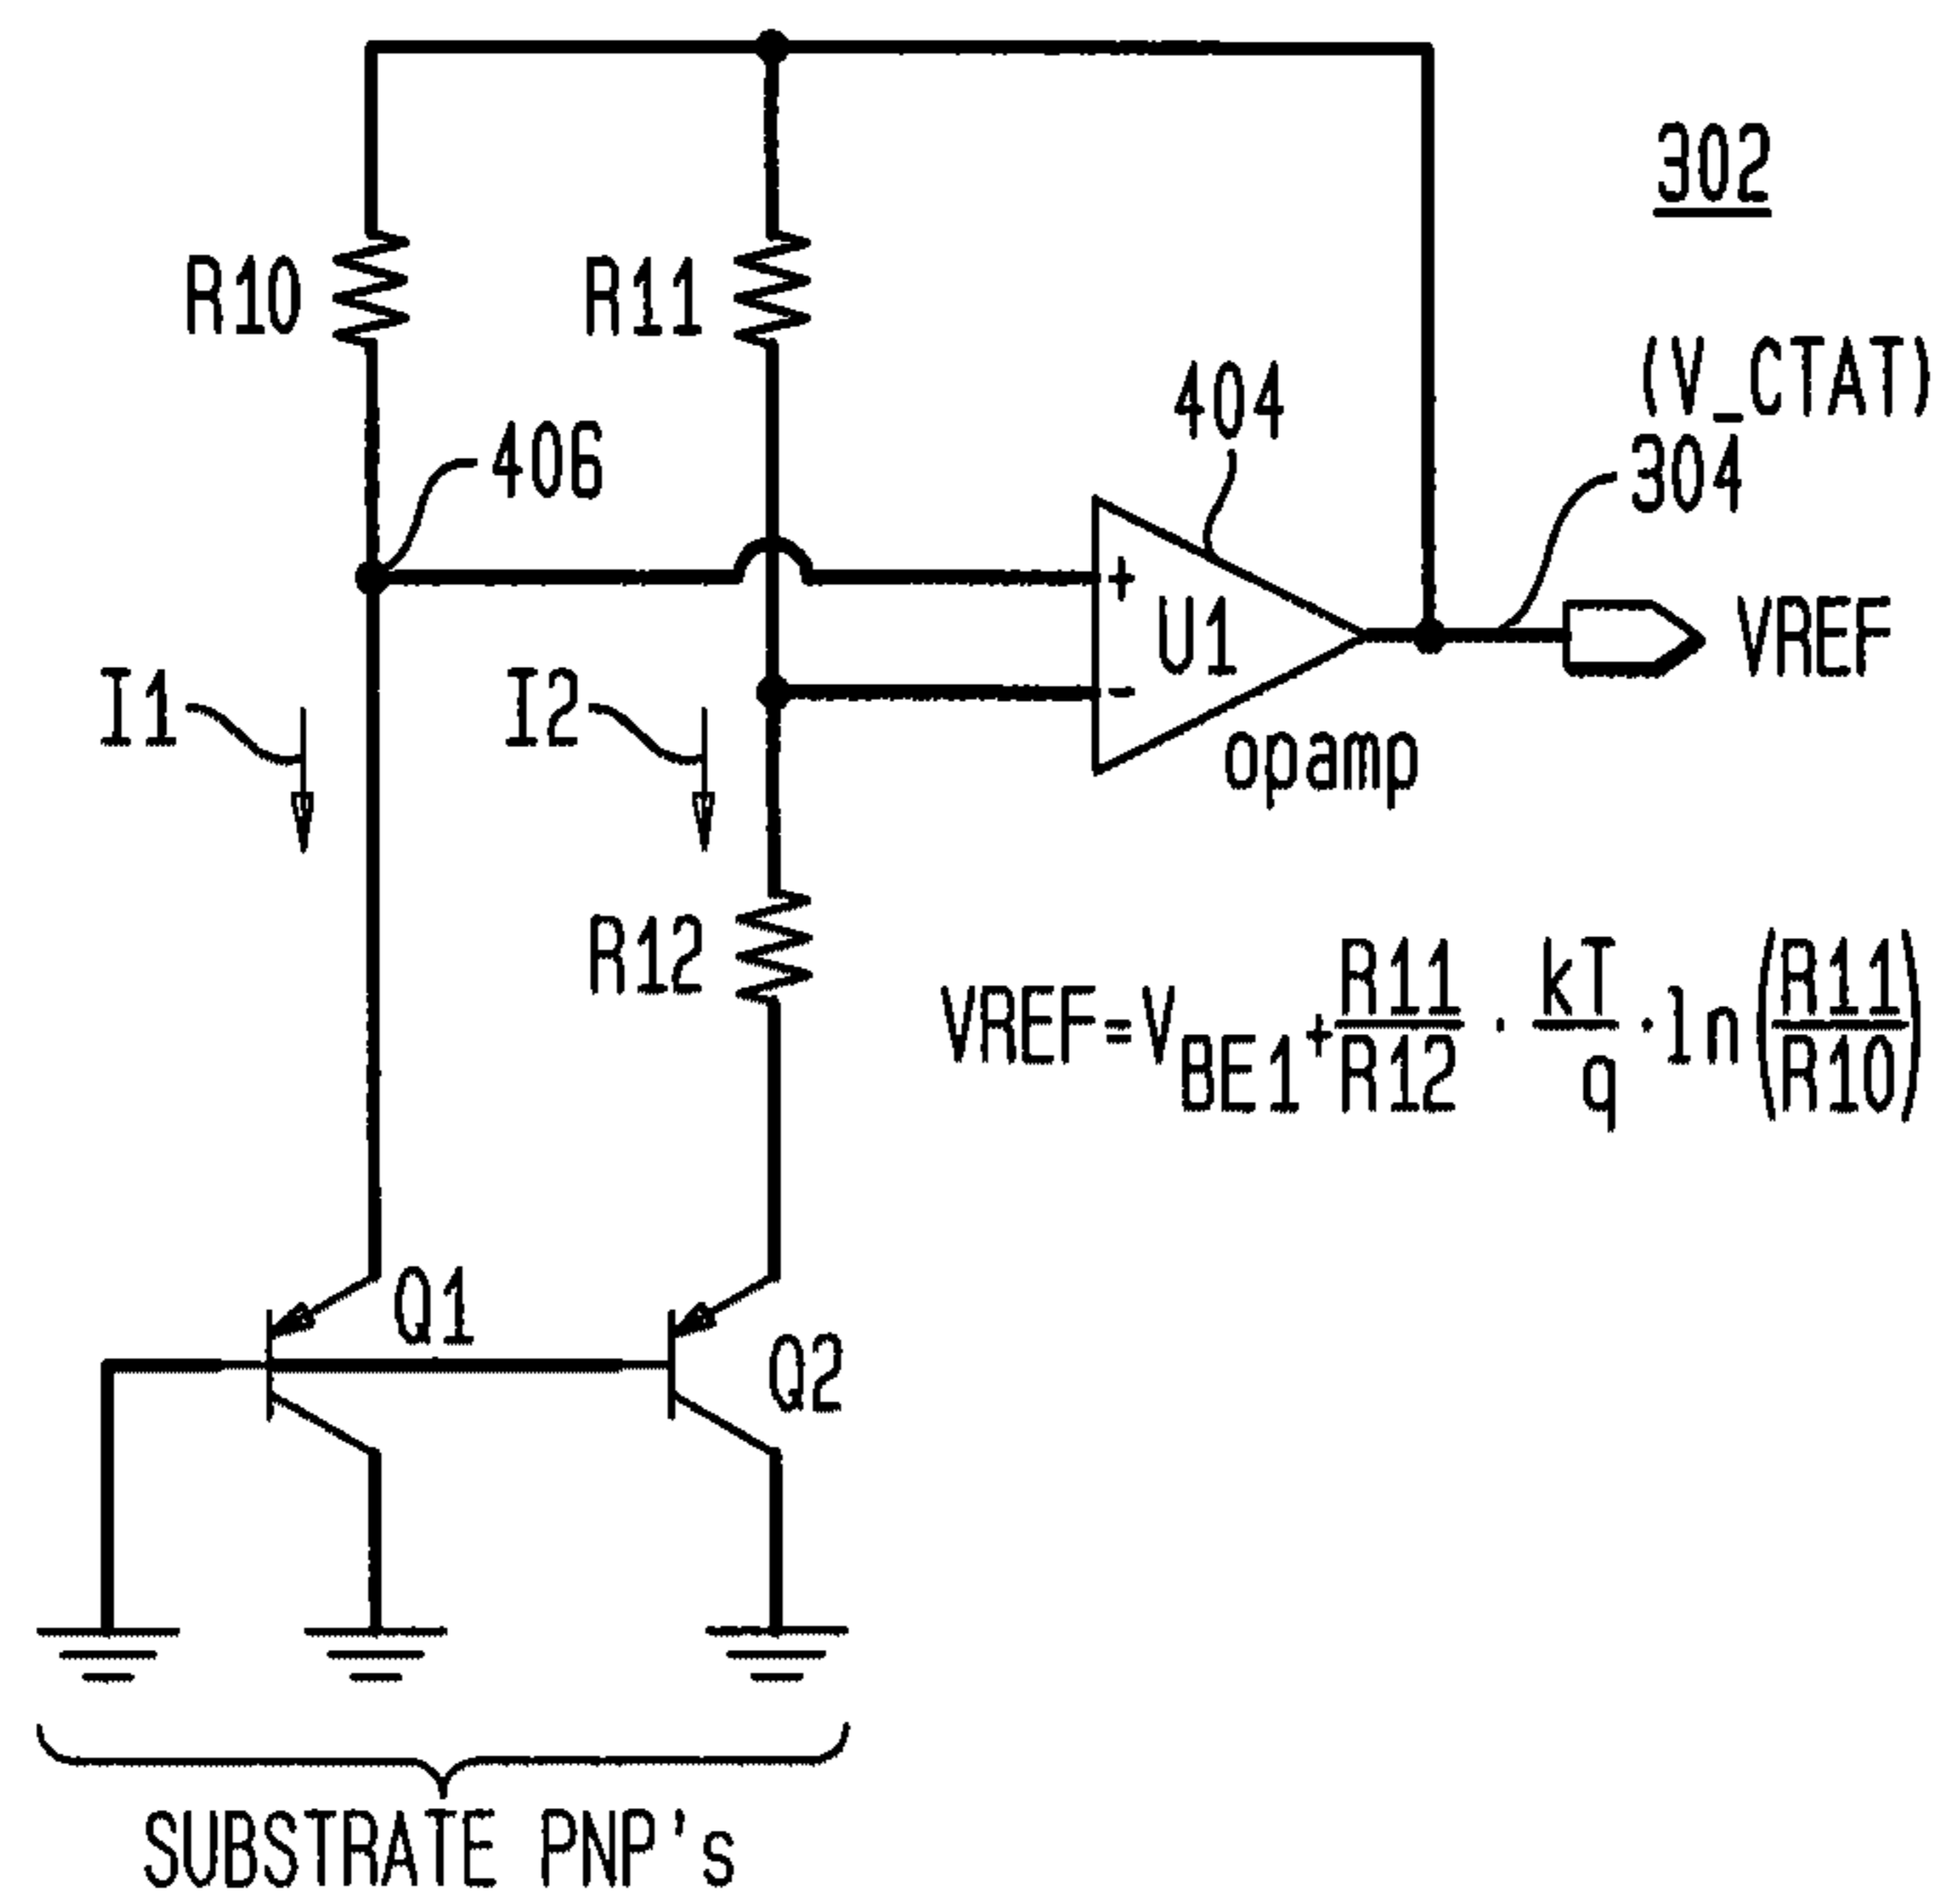 302
R10
R11
(V_CTAT)
404
406
304
+
U1
-
VREF
opamp
I1
I2
R12
VREF=V_BE1+R11/R12 · kT/q · ln(R11/R10)
Q1
Q2
SUBSTRATE PNP's